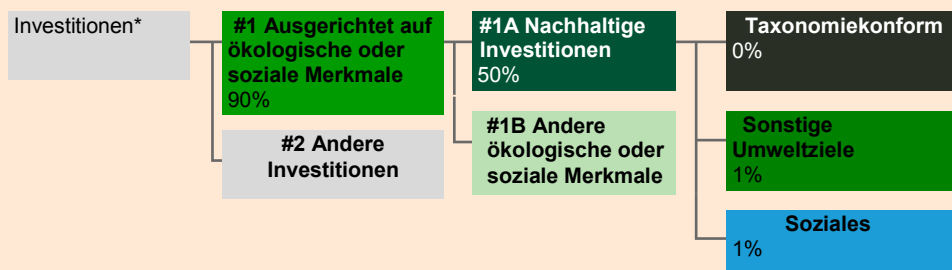 Investitionen*
#1 Ausgerichtet auf
ökologische oder
soziale Merkmale
90%
#2 Andere
Investitionen
#1A Nachhaltige
Investitionen
50%
#1B Andere
ökologische oder
soziale Merkmale
Taxonomiekonform
0%
Sonstige
Umweltziele
1%
Soziales
1%